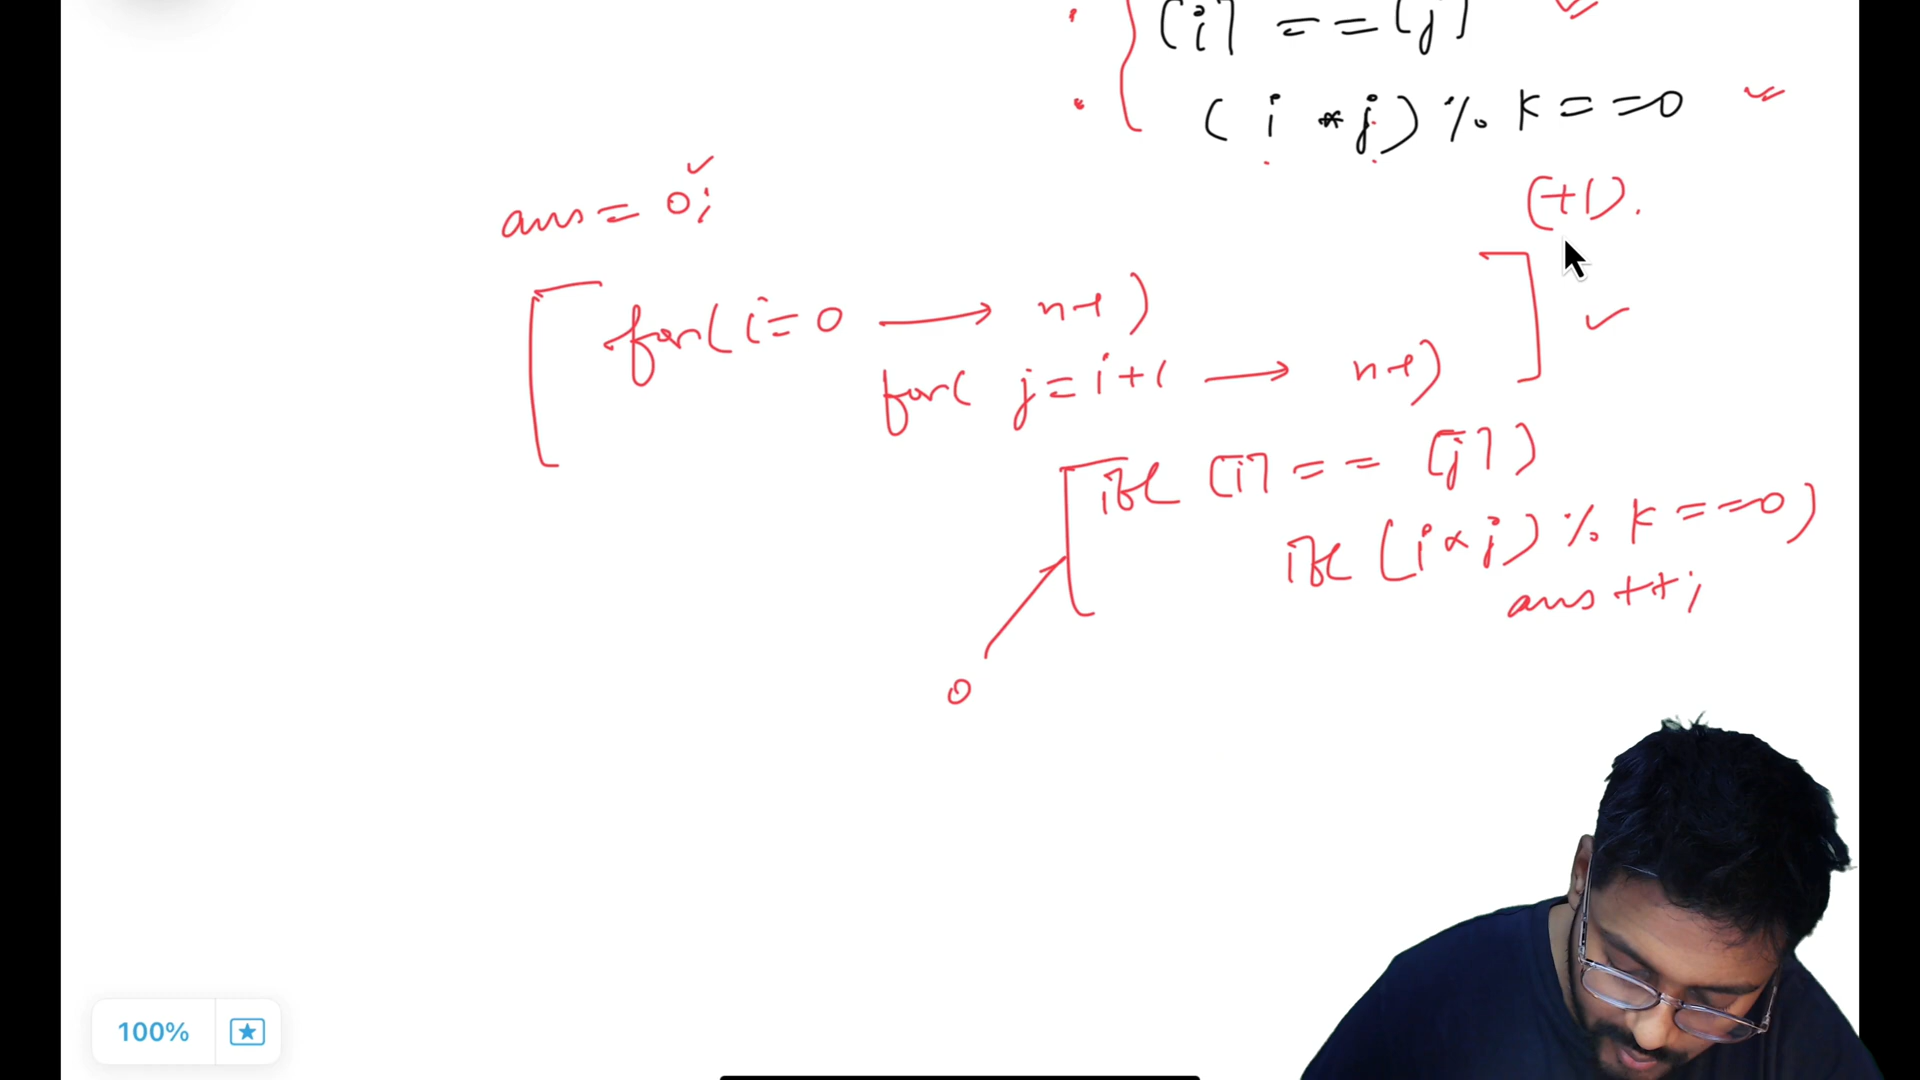 [i] == [j]
(i * j) % K == 0
(+1).
ans = 0;
for(i=0 → n-1)
for( j=i+1 → n-1)
if( [i] == [j])
if( (i*j) % K == 0)
ans++;
0
100%